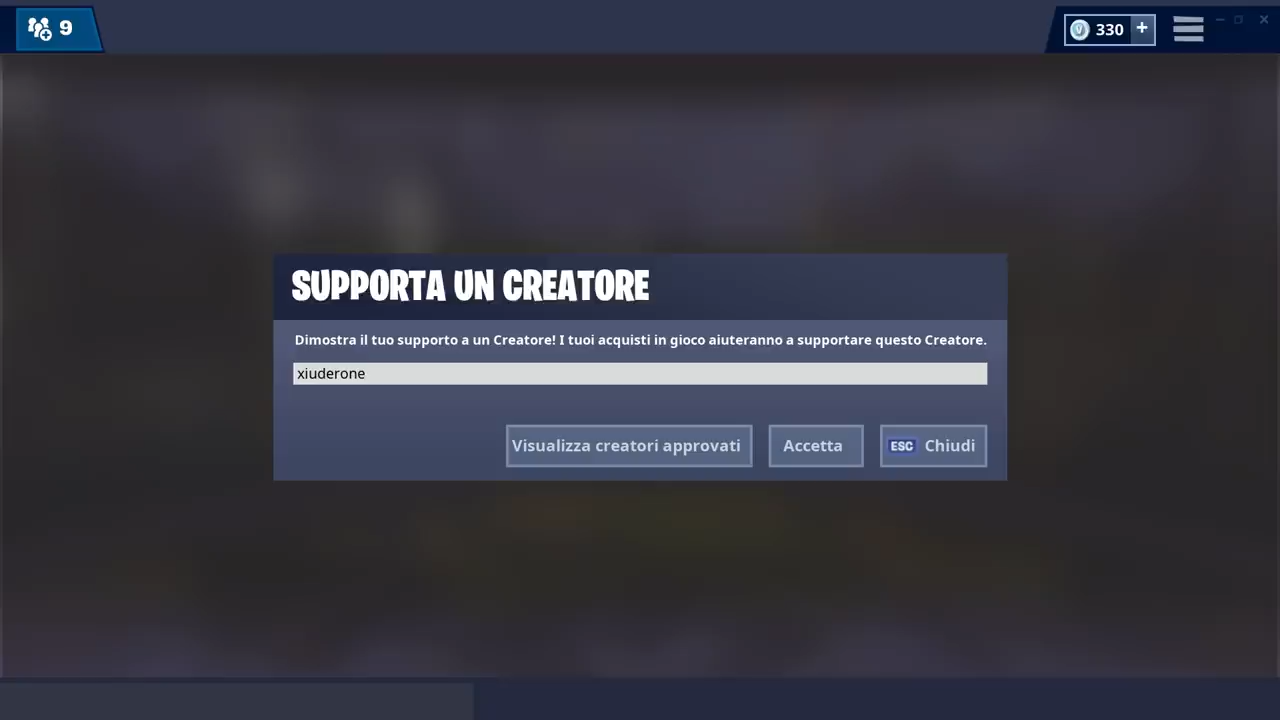 9
330 +
SUPPORTA UN CREATORE
Dimostra il tuo supporto a un Creatore! I tuoi acquisti in gioco aiuteranno a supportare questo Creatore.
xiuderone
Visualizza creatori approvati Accetta ESC Chiudi